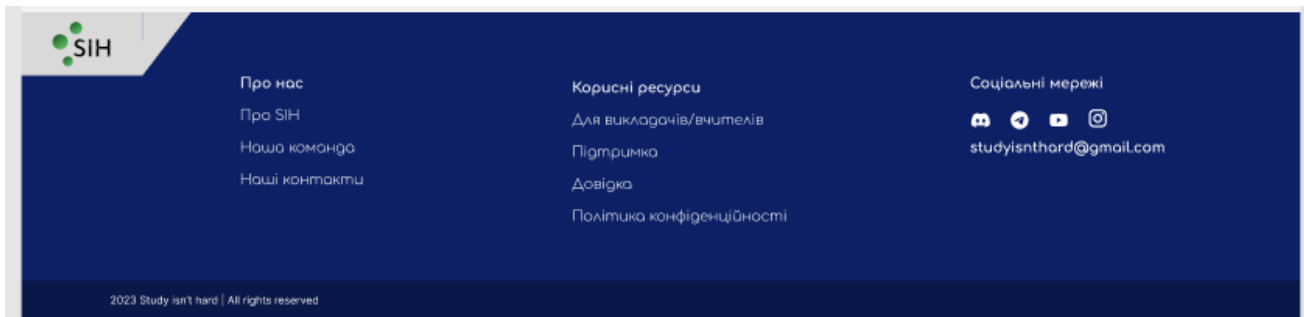 SIH
Про нас
Про SIH
Наша команда
Наші контакти
Корисні ресурси
Для викладачів/вчителів
Підтримка
Довідка
Політика конфіденційності
Соціальні мережі
studyisnthard@gmail.com
2023 Study isn't hard | All rights reserved